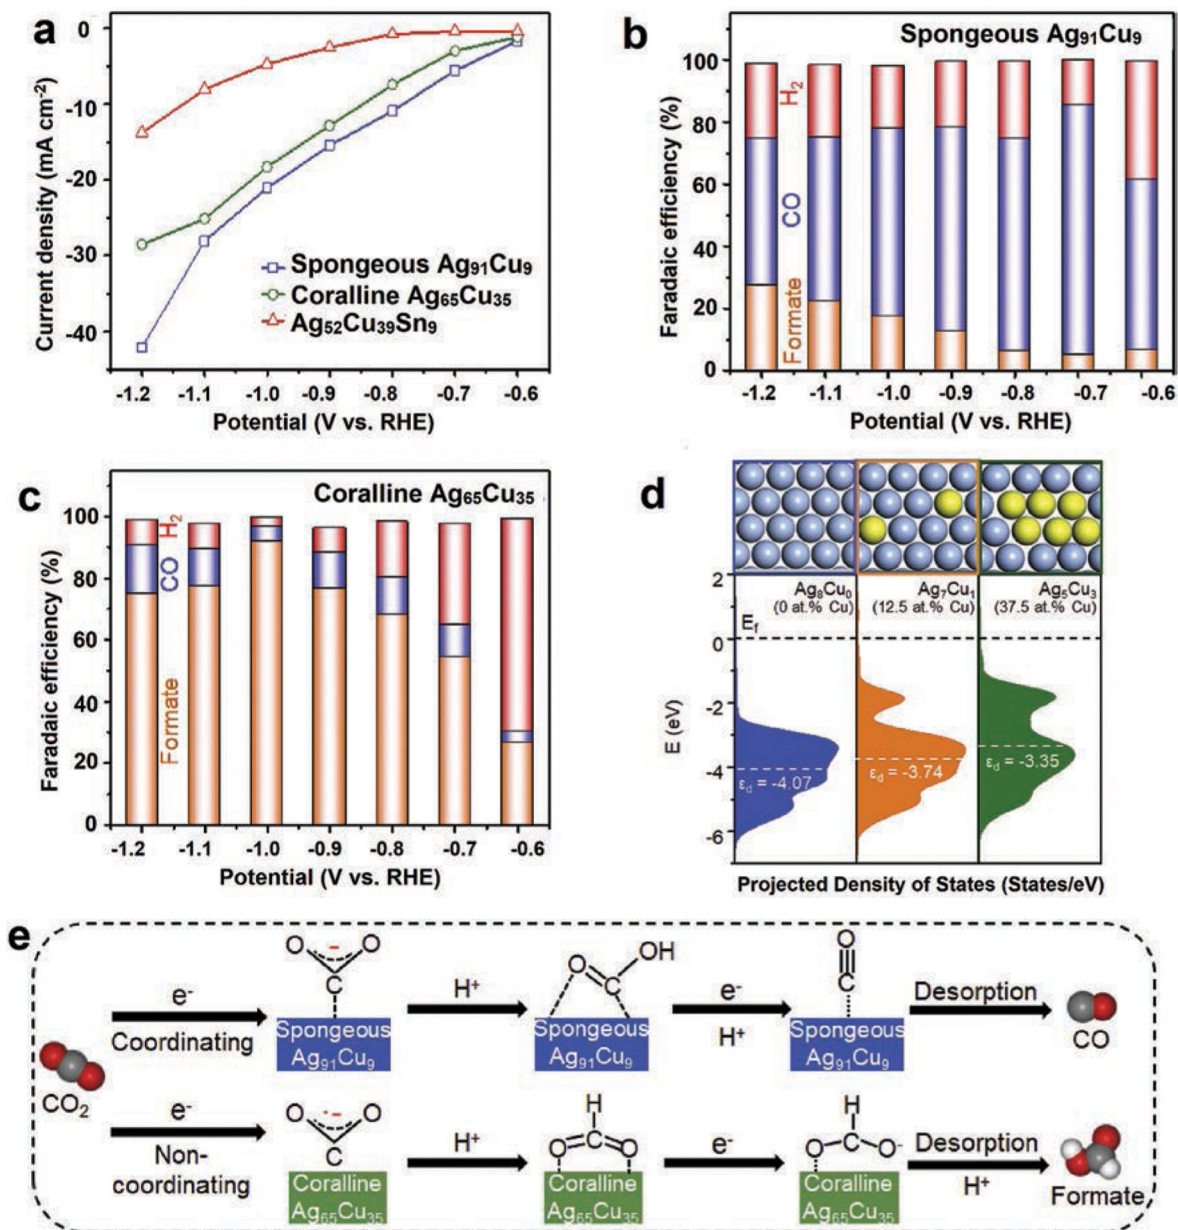 a
0
-10
-20
-30
-40
Current density (mA cm⁻²)
Spongeous Ag₉₁Cu₉
Coralline Ag₆₅Cu₃₅
Ag₅₂Cu₃₉Sn₉
-1.2 -1.1 -1.0 -0.9 -0.8 -0.7 -0.6
Potential (V vs. RHE)
b
Spongeous Ag₉₁Cu₉
100
80
60
40
20
0
Faradaic efficiency (%)
H₂
CO
Formate
-1.2 -1.1 -1.0 -0.9 -0.8 -0.7 -0.6
Potential (V vs. RHE)
c
Coralline Ag₆₅Cu₃₅
100
80
60
40
20
0
Faradaic efficiency (%)
H₂
CO
Formate
-1.2 -1.1 -1.0 -0.9 -0.8 -0.7 -0.6
Potential (V vs. RHE)
d
2
0
-2
-4
-6
E (eV)
Ag₈Cu₀
(0 at.% Cu)
Ag₇Cu₁
(12.5 at.% Cu)
Ag₅Cu₃
(37.5 at.% Cu)
E_f
ε_d = -4.07
ε_d = -3.74
ε_d = -3.35
Projected Density of States (States/eV)
e
CO₂
e⁻
Coordinating
O - O
C
Spongeous
Ag₉₁Cu₉
H⁺
O OH
C
Spongeous
Ag₉₁Cu₉
e⁻
H⁺
O
C
Spongeous
Ag₉₁Cu₉
Desorption
CO
e⁻
Non-
coordinating
O ·- O
C
Coralline
Ag₆₅Cu₃₅
H⁺
H
O C O
Coralline
Ag₆₅Cu₃₅
e⁻
H
O C O⁻
Coralline
Ag₆₅Cu₃₅
Desorption
H⁺
Formate